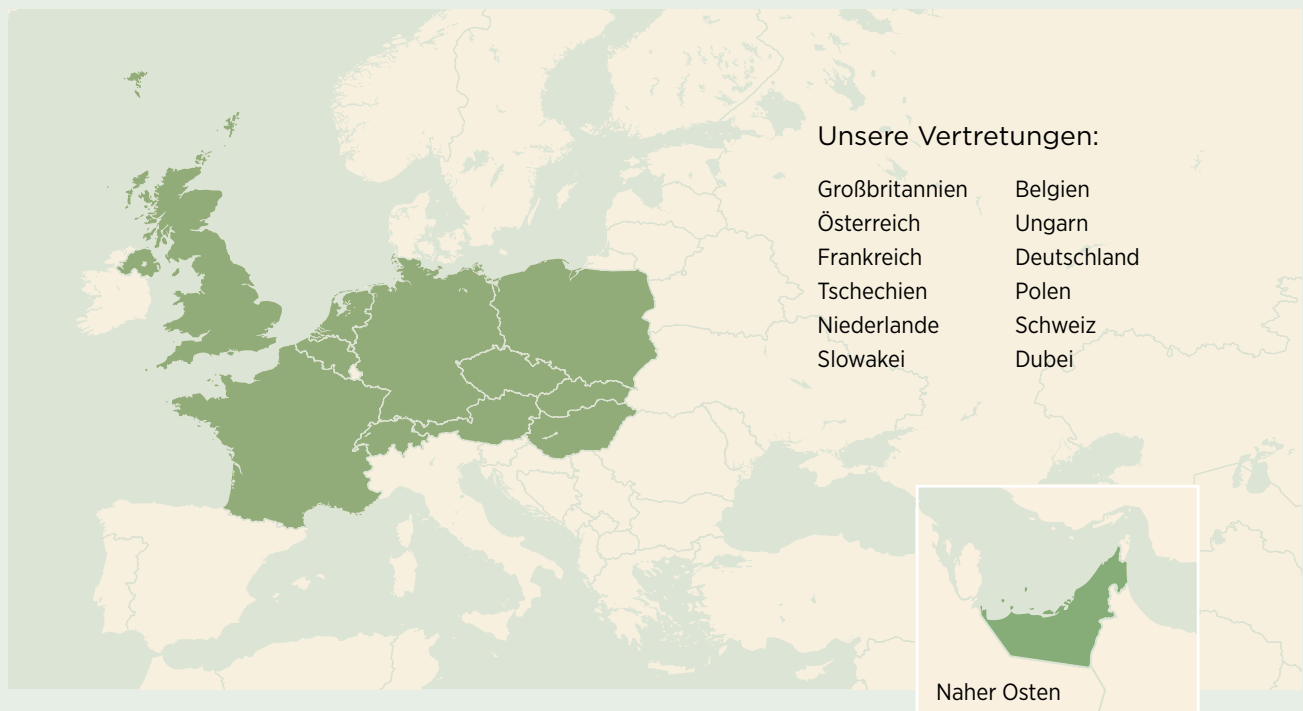 Unsere Vertretungen:
Großbritannien
Österreich
Frankreich
Tschechien
Niederlande
Slowakei
Belgien
Ungarn
Deutschland
Polen
Schweiz
Dubei
Naher Osten